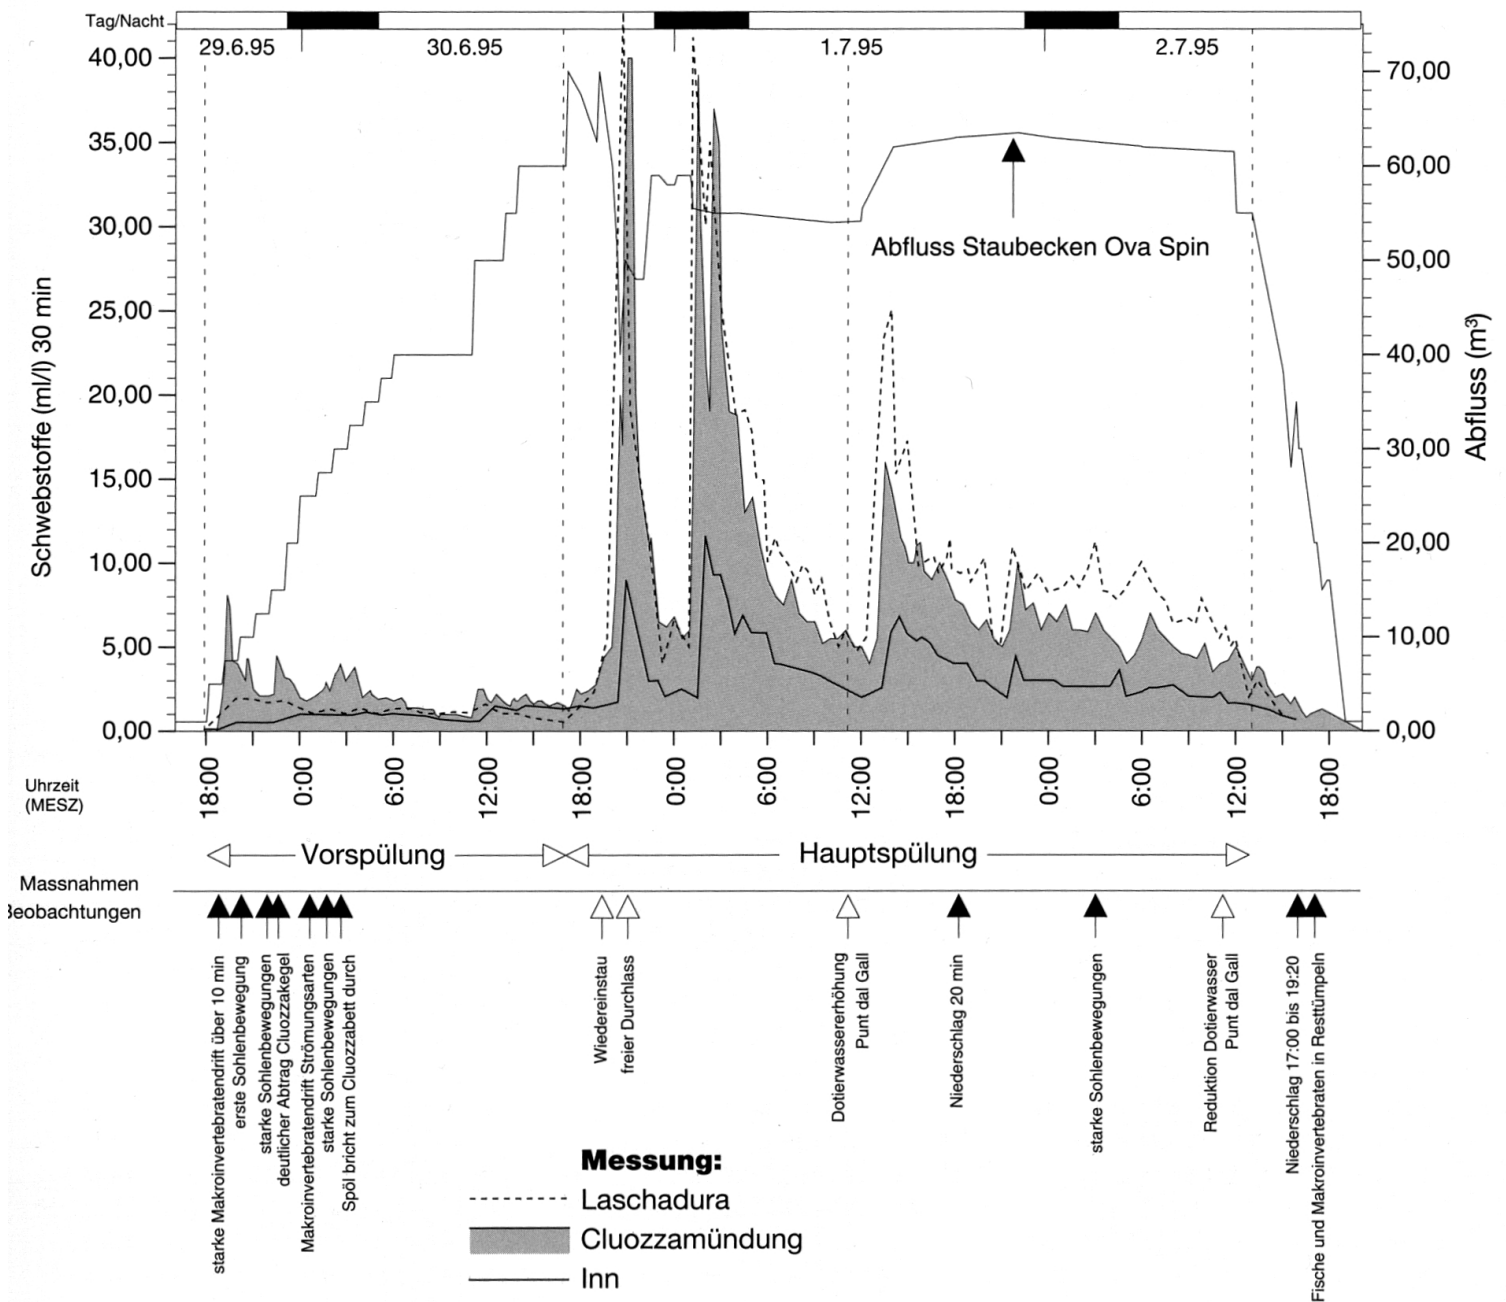 Tag/Nacht
29.6.95 30.6.95 1.7.95 2.7.95
40,00
35,00
30,00
25,00
20,00
15,00
10,00
5,00
0,00
Schwebstoffe (ml/l) 30 min
70,00
60,00
50,00
40,00
30,00
20,00
10,00
0,00
Abfluss (m³)
Abfluss Staubecken Ova Spin
Uhrzeit
(MESZ)
18:00 0:00 6:00 12:00 18:00 0:00 6:00 12:00 18:00 0:00 6:00 12:00 18:00
Vorspülung Hauptspülung
Massnahmen
Beobachtungen
starke Makroinvertebratendrift über 10 min
erste Sohlenbewegung
starke Sohlenbewegungen
deutlicher Abtrag Cluozzakegel
Makroinvertebratendrift Strömungsarten
starke Sohlenbewegungen
Spöl bricht zum Cluozzabett durch
Wiedereinstau
freier Durchlass
Dotierwassererhöhung
Punt dal Gall
Niederschlag 20 min
starke Sohlenbewegungen
Reduktion Dotierwasser
Punt dal Gall
Niederschlag 17:00 bis 19:20
Fische und Makroinvertebraten in Resttümpeln
Messung:
Laschadura
Cluozzamündung
Inn